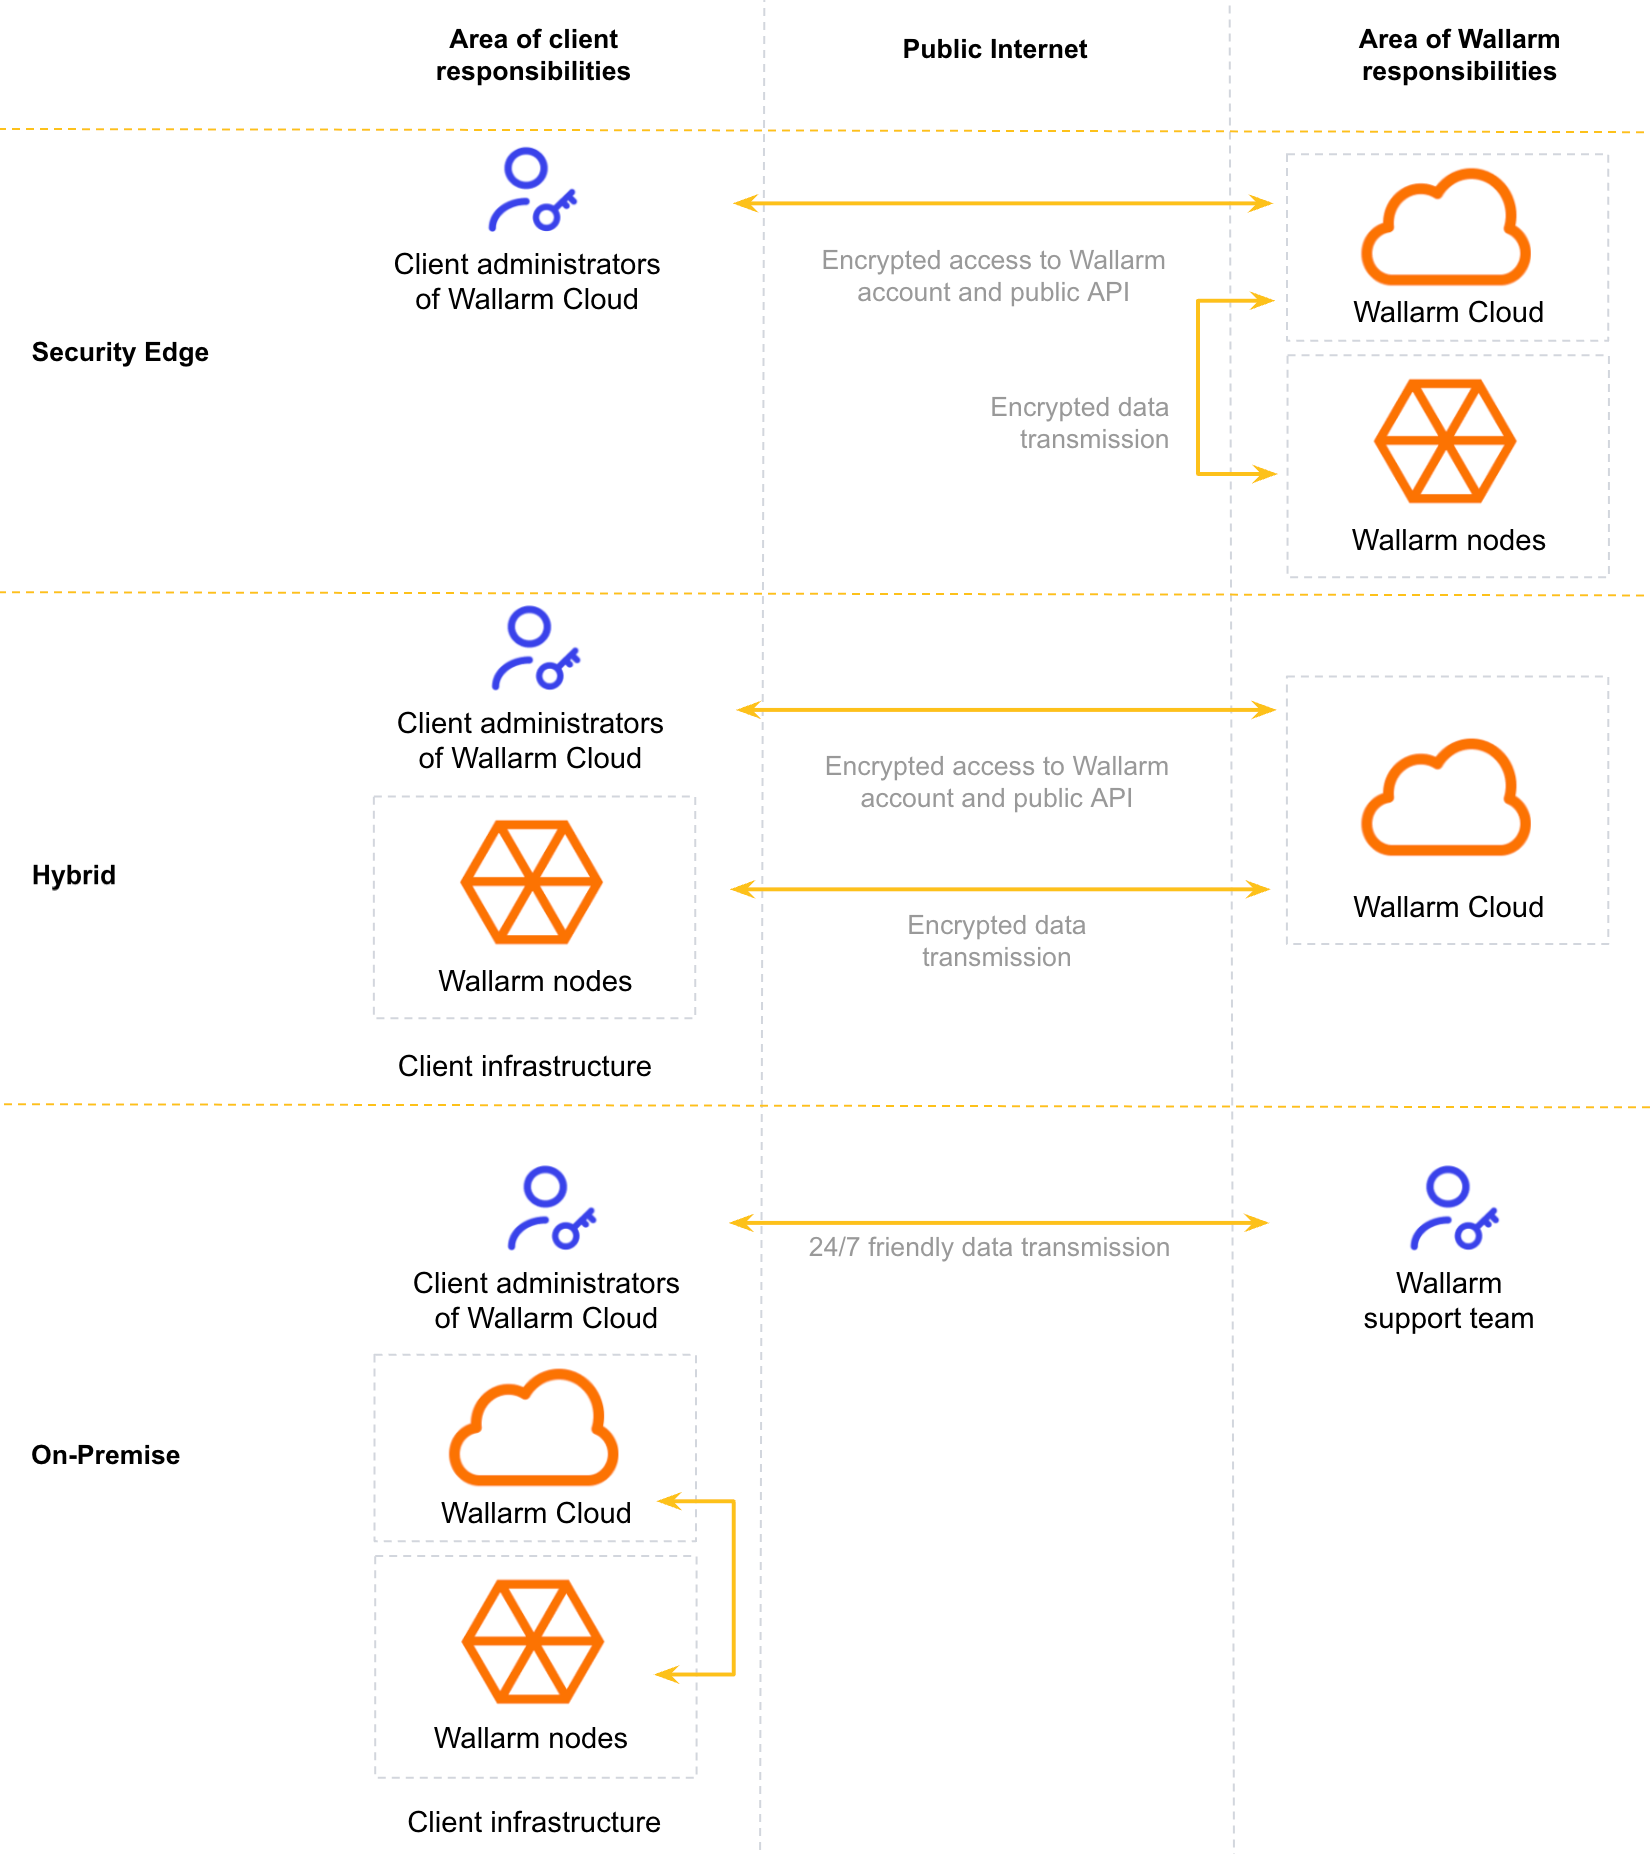 Area of client
responsibilities
Public Internet
Area of Wallarm
responsibilities
Security Edge
Client administrators
of Wallarm Cloud
Encrypted access to Wallarm
account and public API
Encrypted data
transmission
Wallarm Cloud
Wallarm nodes
Hybrid
Client administrators
of Wallarm Cloud
Wallarm nodes
Client infrastructure
Encrypted access to Wallarm
account and public API
Encrypted data
transmission
Wallarm Cloud
On-Premise
Client administrators
of Wallarm Cloud
24/7 friendly data transmission
Wallarm
support team
Wallarm Cloud
Wallarm nodes
Client infrastructure